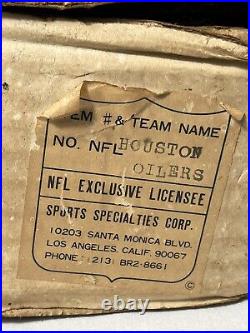 EM # & TEAM NAME
NO. NFL HOUSTON
OILERS
NFL EXCLUSIVE LICENSEE
SPORTS SPECIALTIES CORP.
10203 SANTA MONICA BLVD.
LOS ANGELES, CALIF. 90067
PHONE: (213) BR2-8661
©